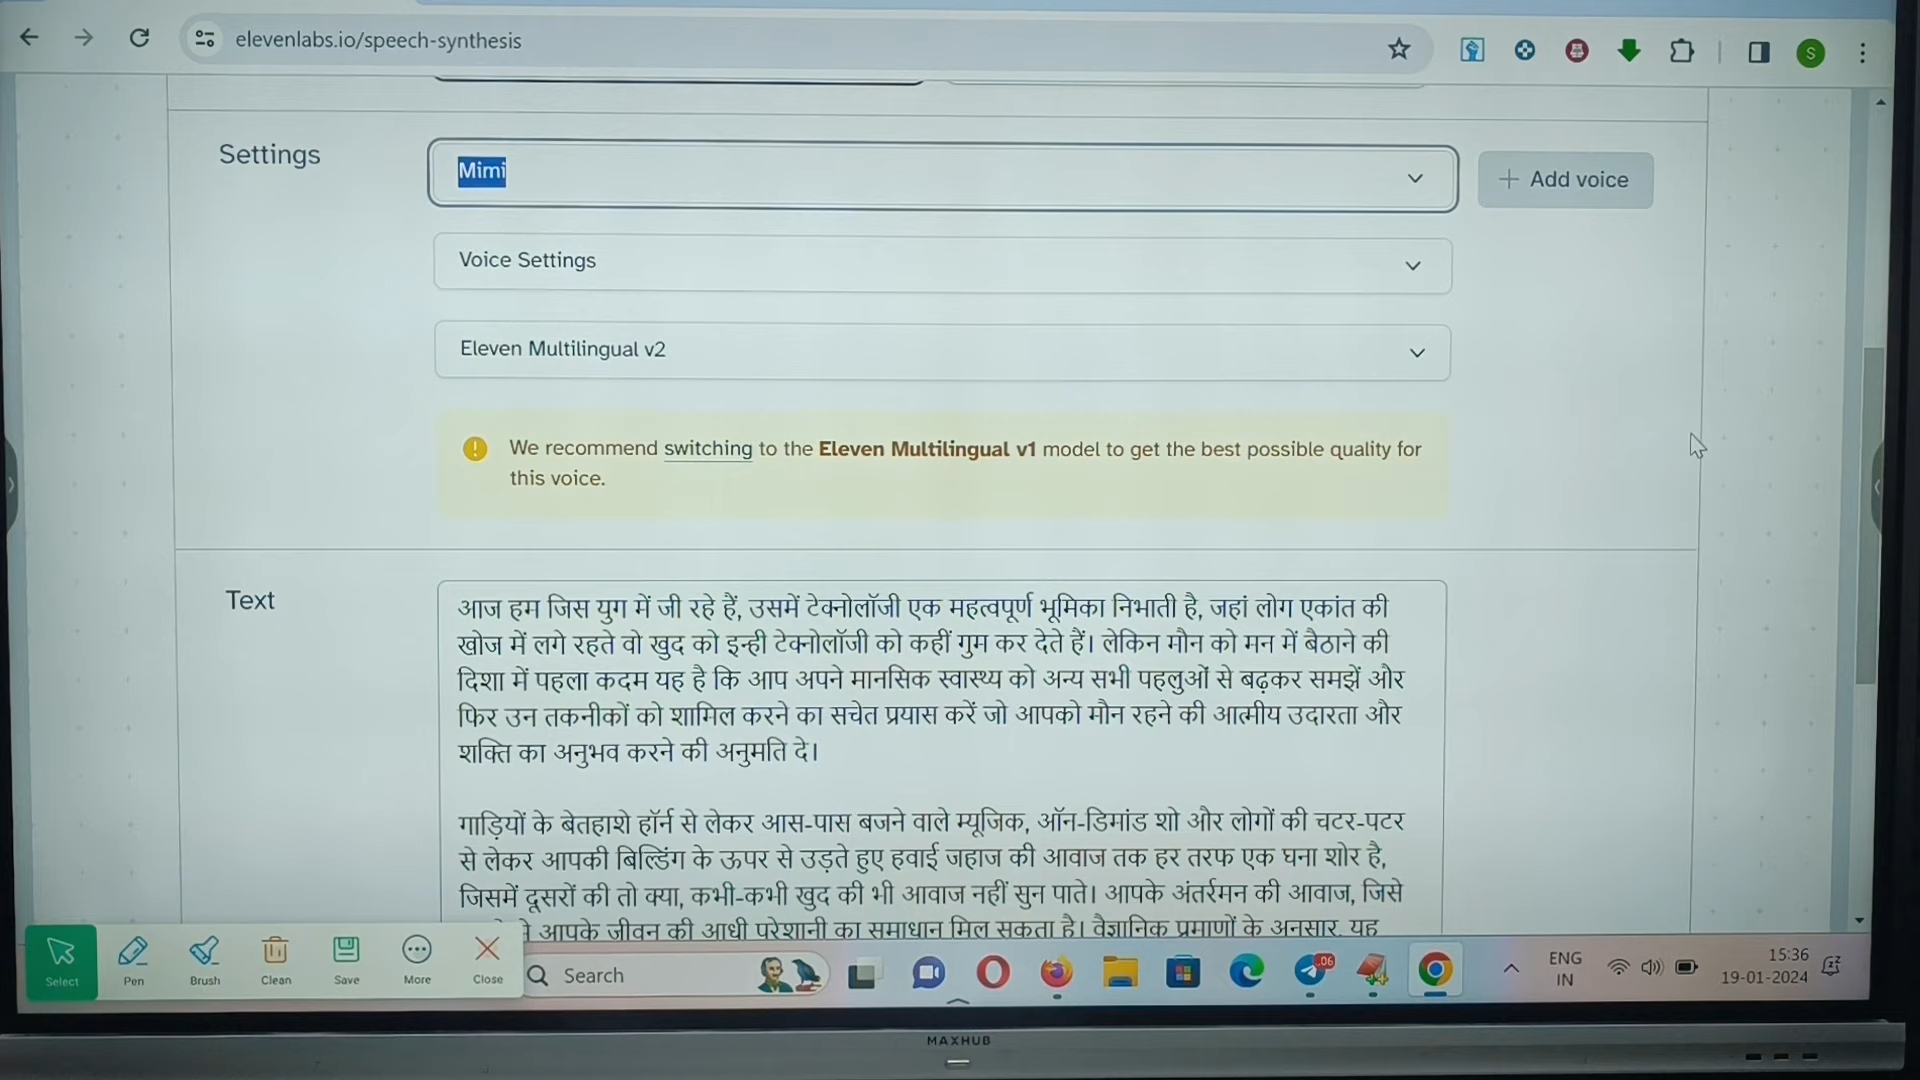 elevenlabs.io/speech-synthesis
S
Settings
Mimi
+ Add voice
Voice Settings
Eleven Multilingual v2
We recommend switching to the Eleven Multilingual v1 model to get the best possible quality for
this voice.
Text
आज हम जिस युग में जी रहे हैं, उसमें टेक्नोलॉजी एक महत्वपूर्ण भूमिका निभाती है, जहां लोग एकांत की
खोज में लगे रहते वो खुद को इन्ही टेक्नोलॉजी को कहीं गुम कर देते हैं। लेकिन मौन को मन में बैठाने की
दिशा में पहला कदम यह है कि आप अपने मानसिक स्वास्थ्य को अन्य सभी पहलुओं से बढ़कर समझें और
फिर उन तकनीकों को शामिल करने का सचेत प्रयास करें जो आपको मौन रहने की आत्मीय उदारता और
शक्ति का अनुभव करने की अनुमति दे।
गाड़ियों के बेतहाशे हॉर्न से लेकर आस-पास बजने वाले म्यूजिक, ऑन-डिमांड शो और लोगों की चटर-पटर
से लेकर आपकी बिल्डिंग के ऊपर से उड़ते हुए हवाई जहाज की आवाज तक हर तरफ एक घना शोर है,
जिसमें दूसरों की तो क्या, कभी-कभी खुद की भी आवाज नहीं सुन पाते। आपके अंतर्रमन की आवाज, जिसे
आपके जीवन की आधी परेशानी का समाधान मिल सकता है। वैज्ञानिक प्रमाणों के अनसार, यह
Select
Pen
Brush
Clean
Save
More
Close
Search
.06
ENG
IN
15:36
19-01-2024
MAXHUB